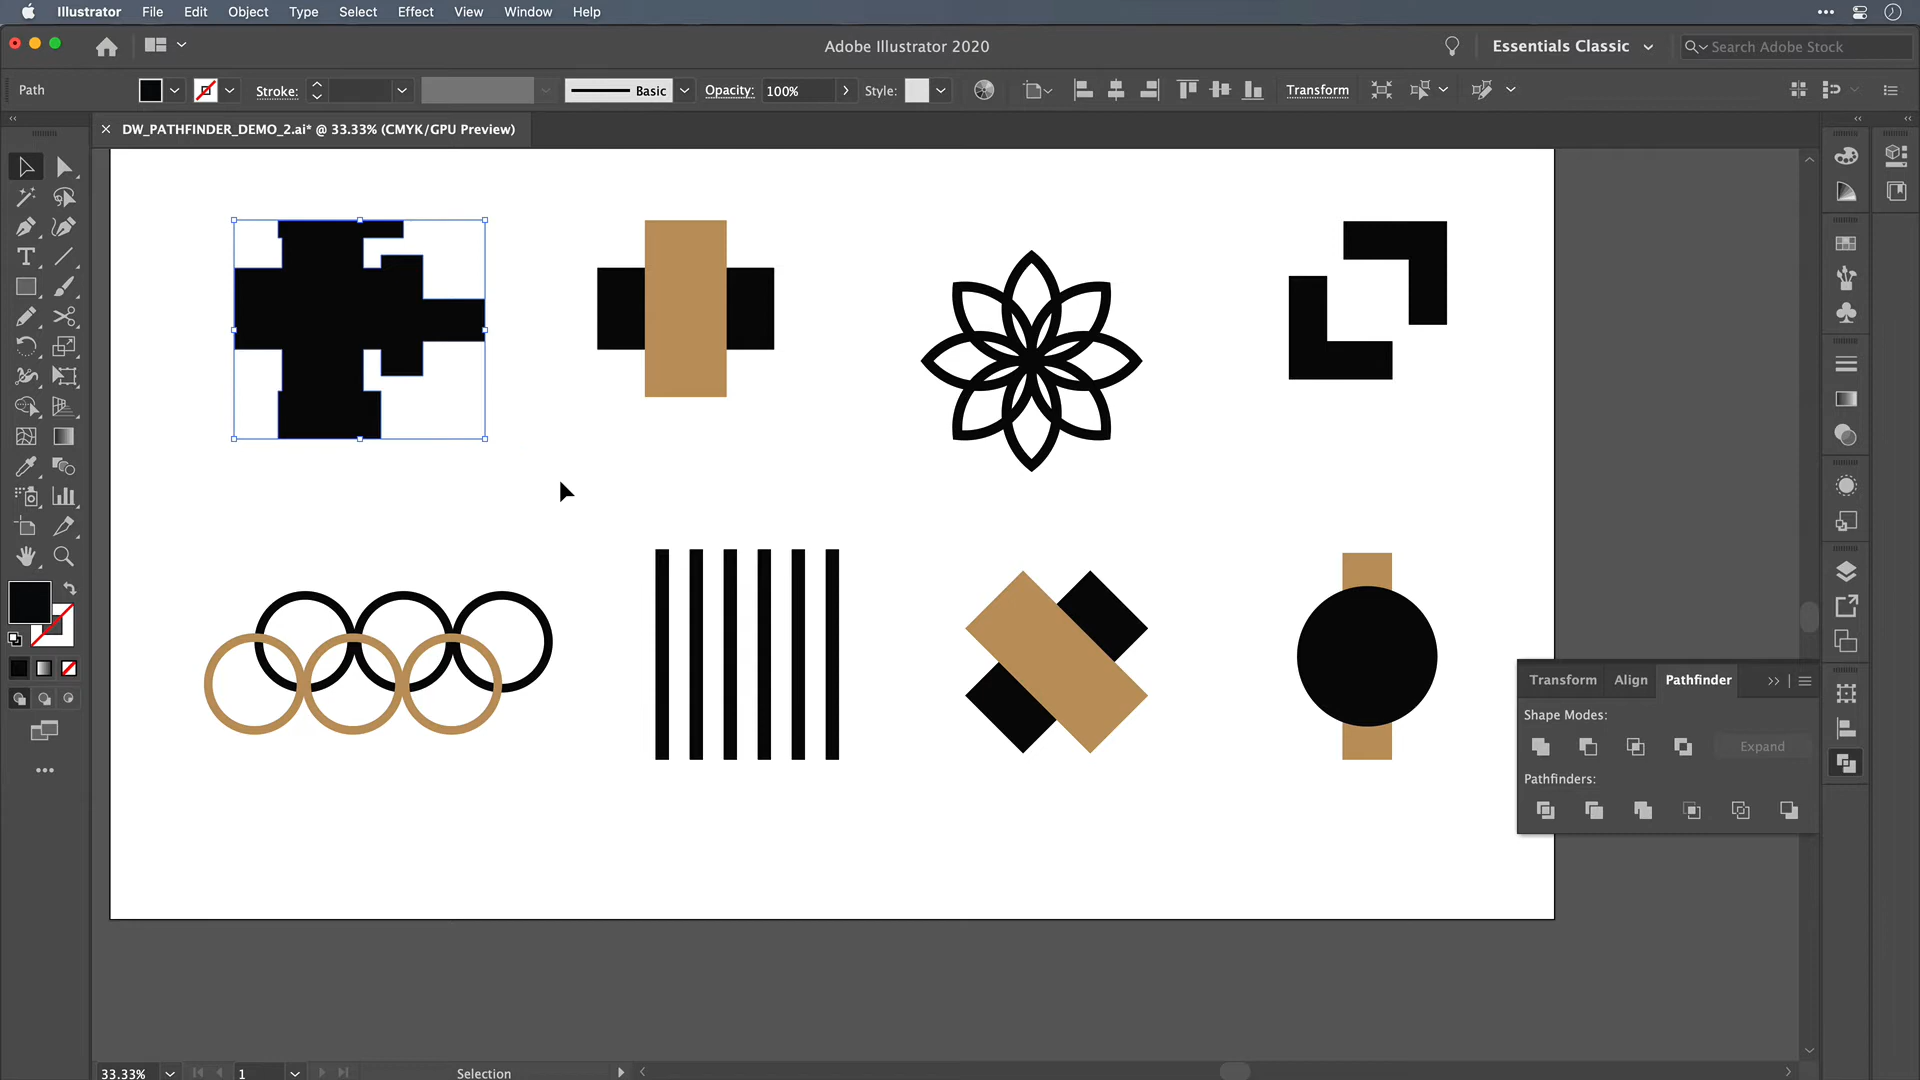 Illustrator File Edit Object Type Select Effect View Window Help
Adobe Illustrator 2020
Essentials Classic
Search Adobe Stock
Path
Stroke:
Basic
Opacity: 100%
Style:
Transform
DW_PATHFINDER_DEMO_2.ai* @ 33.33% (CMYK/GPU Preview)
Transform Align Pathfinder
Shape Modes:
Expand
Pathfinders:
33.33%
1
Selection